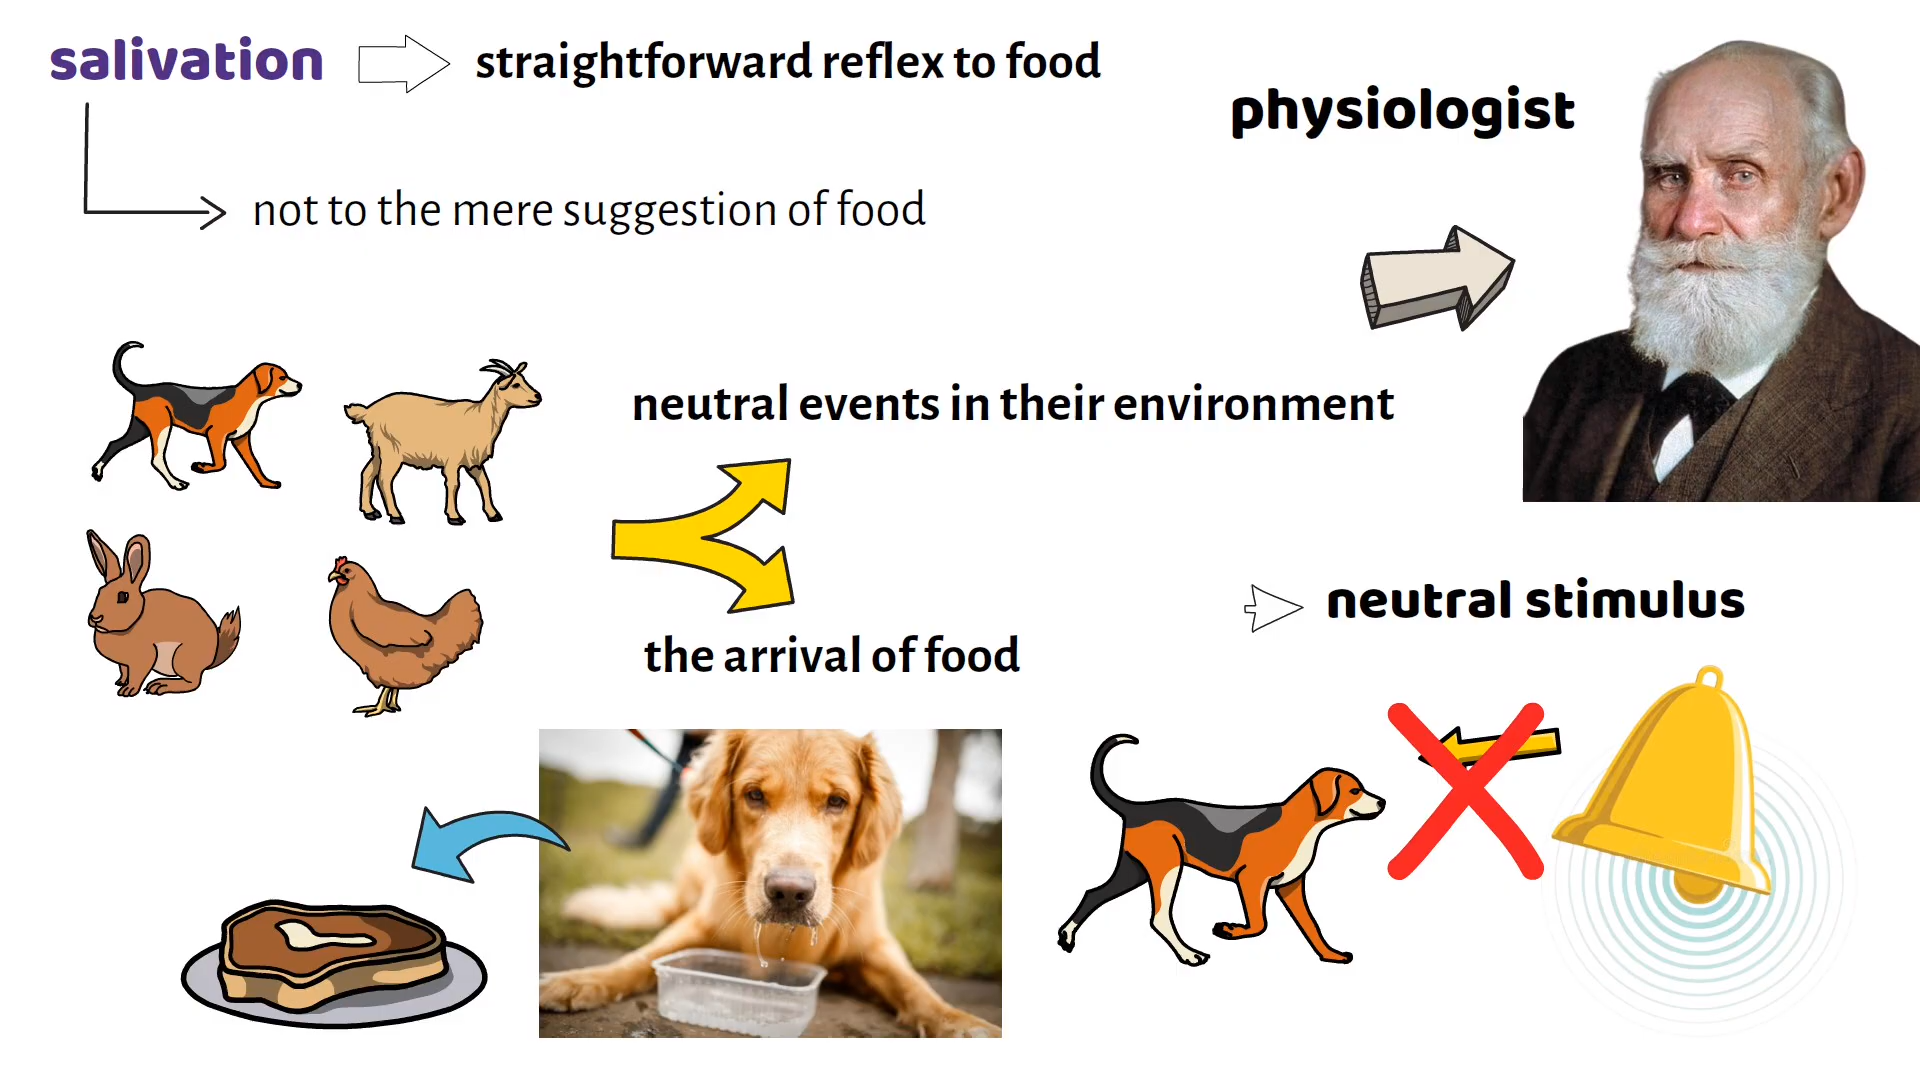 salivation
straightforward reflex to food
physiologist
not to the mere suggestion of food
neutral events in their environment
neutral stimulus
the arrival of food